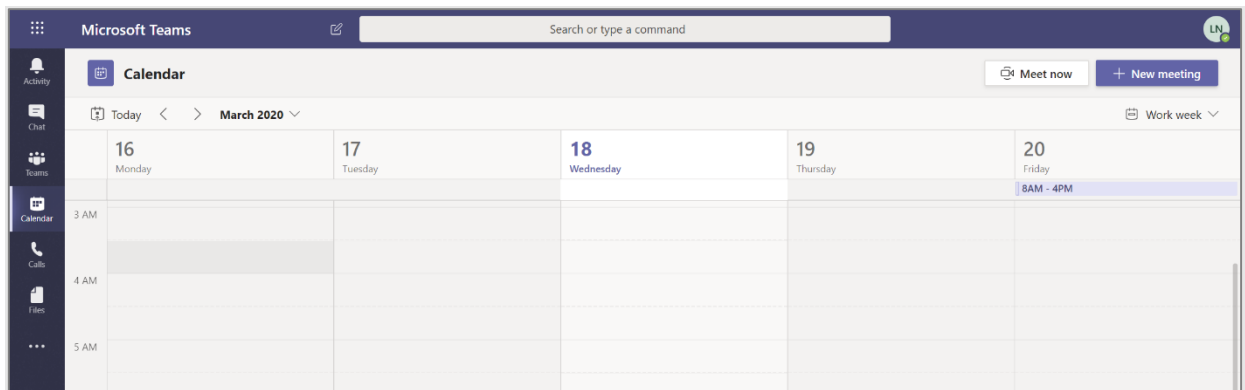 Microsoft Teams
Search or type a command
LN
Activity
Chat
Teams
Calendar
Calls
Files
Calendar
Meet now
New meeting
Today
March 2020
Work week
16
Monday
17
Tuesday
18
Wednesday
19
Thursday
20
Friday
8AM - 4PM
3 AM
4 AM
5 AM